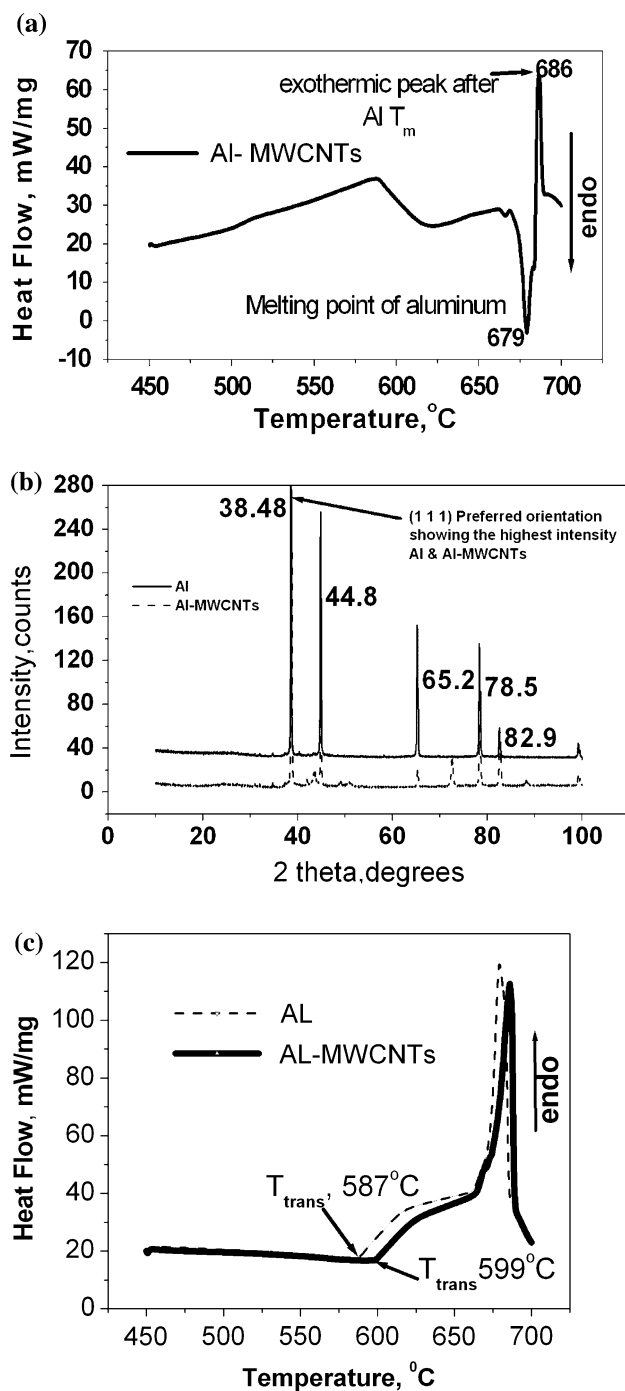 (a)
70
60
50
40
30
20
10
0
-10
Heat Flow, mW/mg
exothermic peak after
Al Tm
686
Al- MWCNTs
endo
Melting point of aluminum
679
450 500 550 600 650 700
Temperature,°C
(b)
280
240
200
160
120
80
40
0
Intensity,counts
38.48
(1 1 1) Preferred orientation
showing the highest intensity
Al & Al-MWCNTs
Al
Al-MWCNTs
44.8
65.2
78.5
82.9
0 20 40 60 80 100
2 theta,degrees
(c)
120
100
80
60
40
20
0
Heat Flow, mW/mg
AL
AL-MWCNTs
endo
Ttrans, 587°C
Ttrans 599°C
450 500 550 600 650 700
Temperature, °C